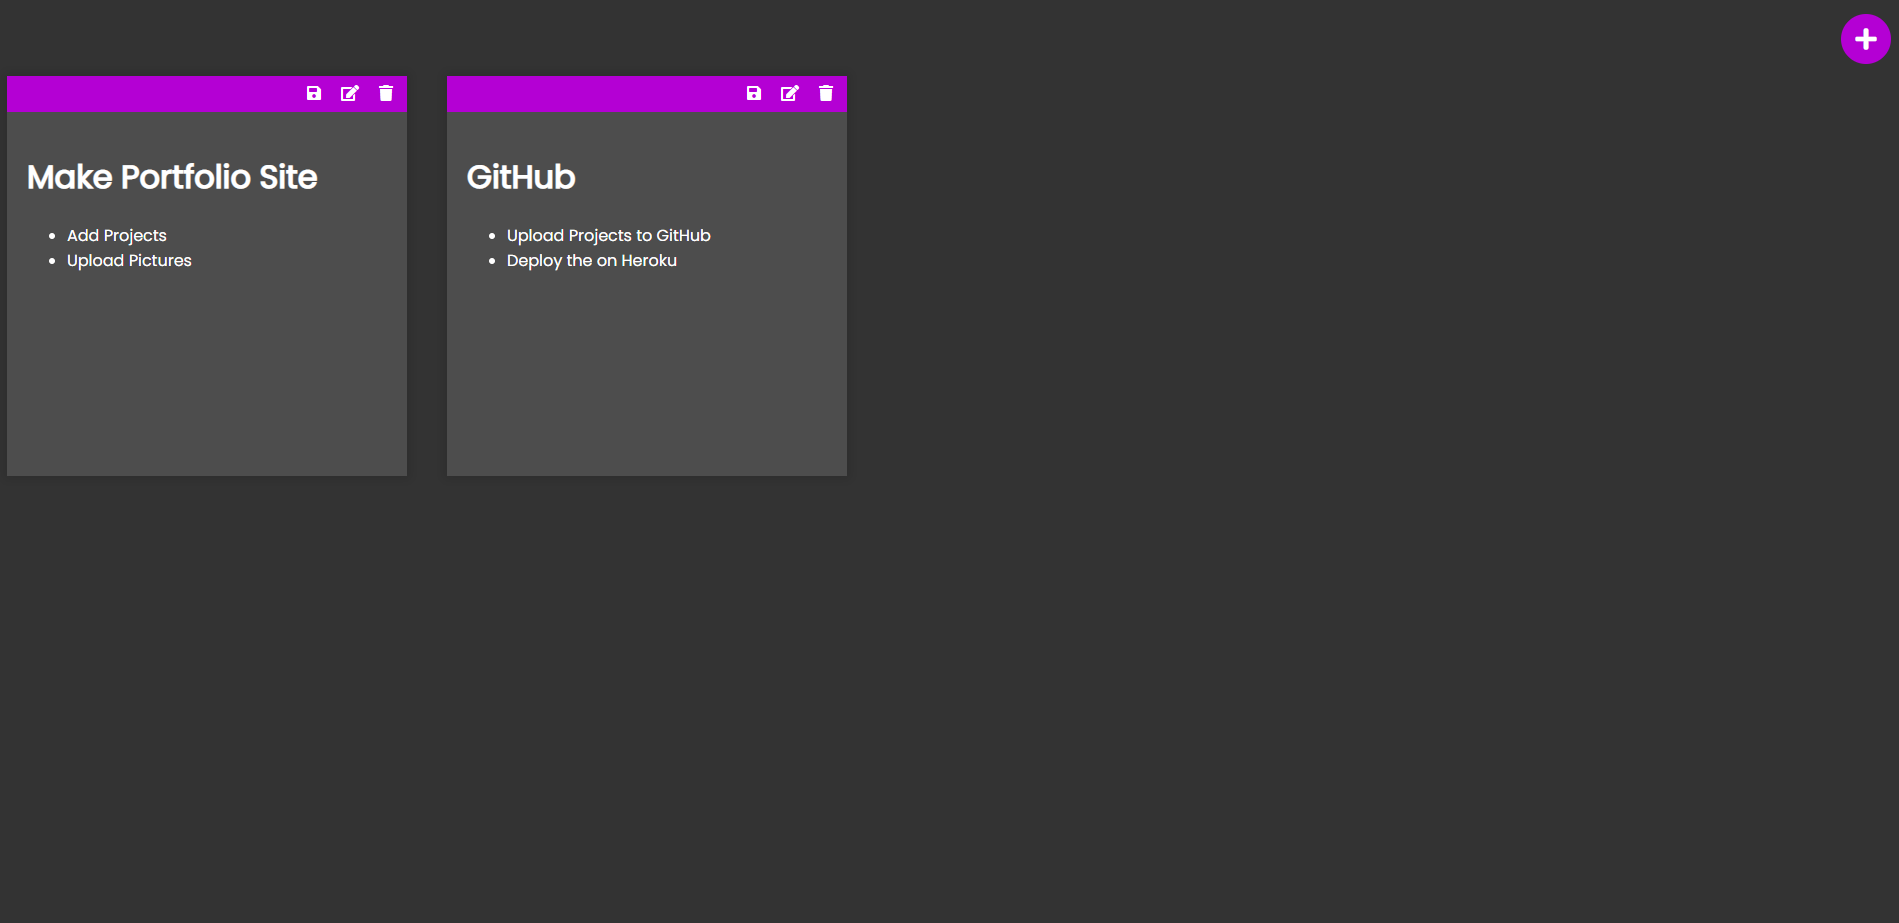 Make Portfolio Site
Add Projects
Upload Pictures
GitHub
Upload Projects to GitHub
Deploy the on Heroku